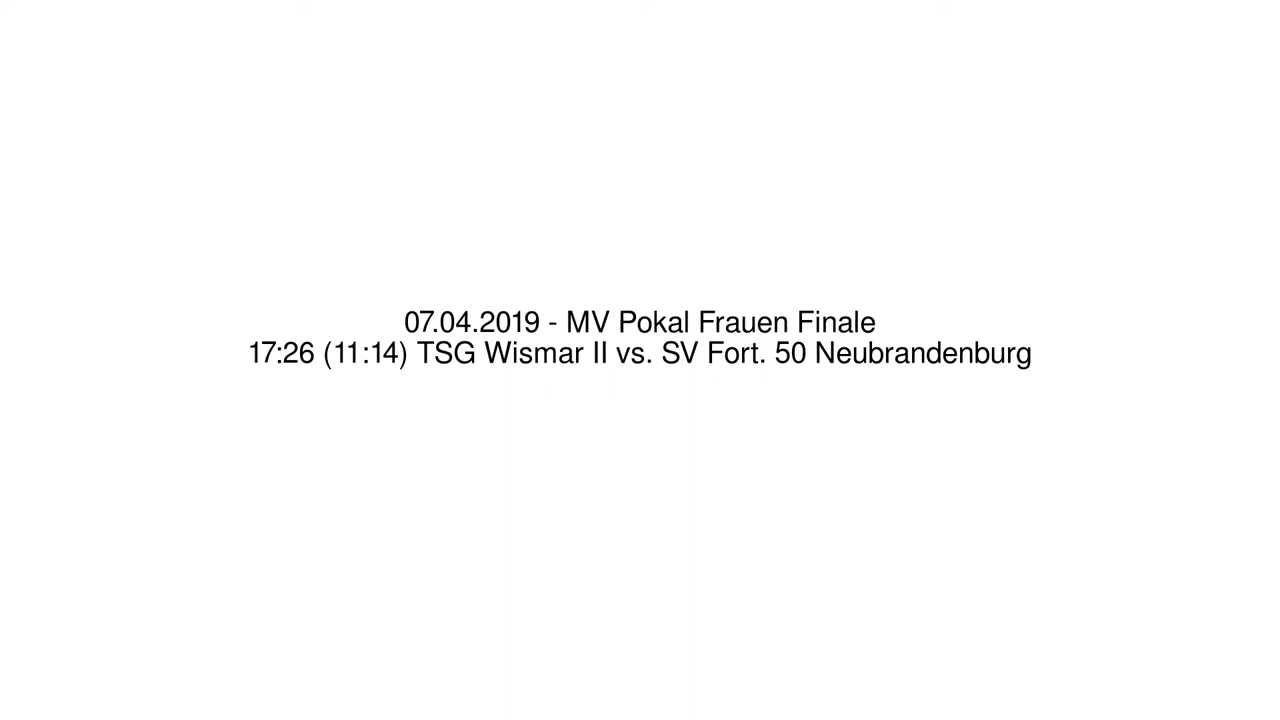 07.04.2019 - MV Pokal Frauen Finale
17:26 (11:14) TSG Wismar II vs. SV Fort. 50 Neubrandenburg